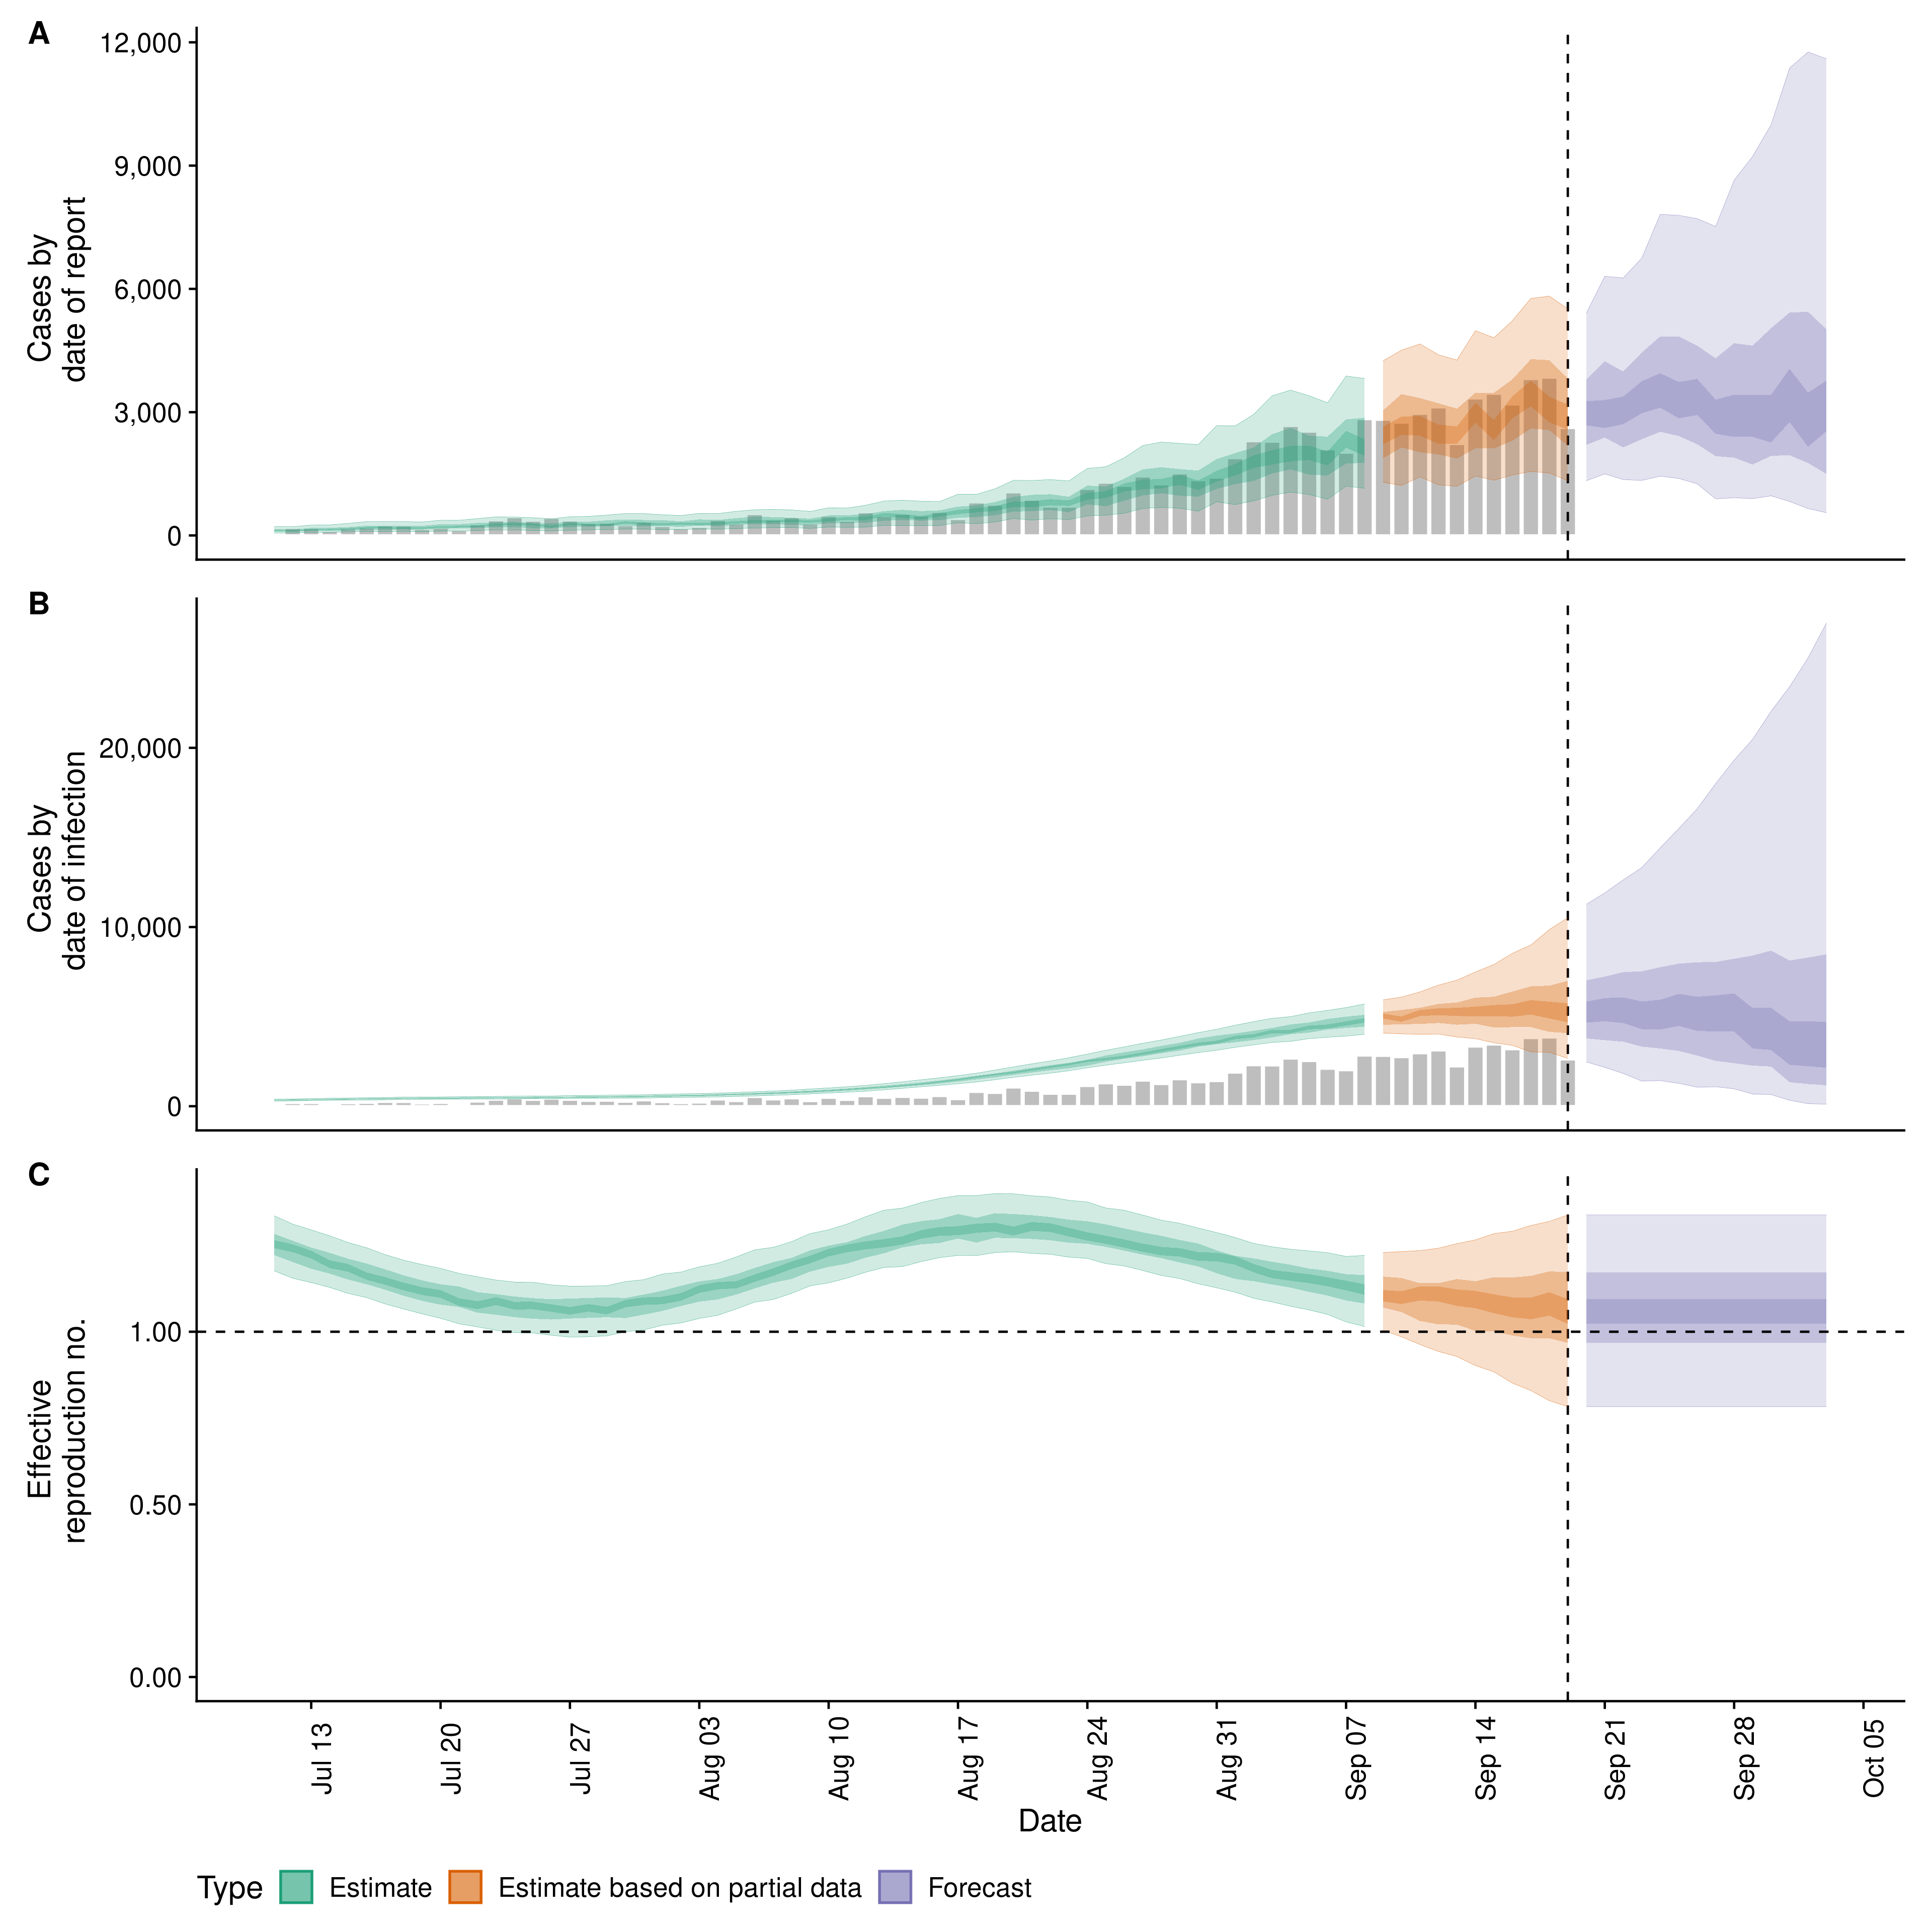 A
12,000
9,000
6,000
3,000
0
Cases by
date of report
B
20,000
10,000
0
Cases by
date of infection
C
1.00
0.50
0.00
Effective
reproduction no.
Jul 13
Jul 20
Jul 27
Aug 03
Aug 10
Aug 17
Aug 24
Aug 31
Sep 07
Sep 14
Sep 21
Sep 28
Oct 05
Date
Type Estimate Estimate based on partial data Forecast